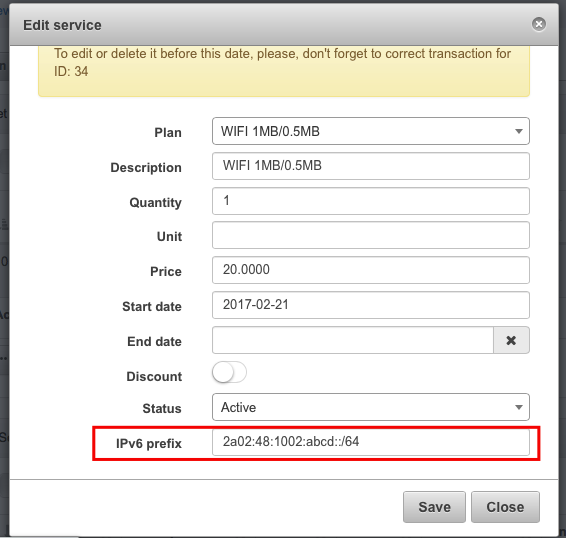 Edit service
To edit or delete it before this date, please, don't forget to correct transaction for
ID: 34
Plan WIFI 1MB/0.5MB
Description WIFI 1MB/0.5MB
Quantity 1
Unit
Price 20.0000
Start date 2017-02-21
End date
Discount
Status Active
IPv6 prefix 2a02:48:1002:abcd::/64
Save Close